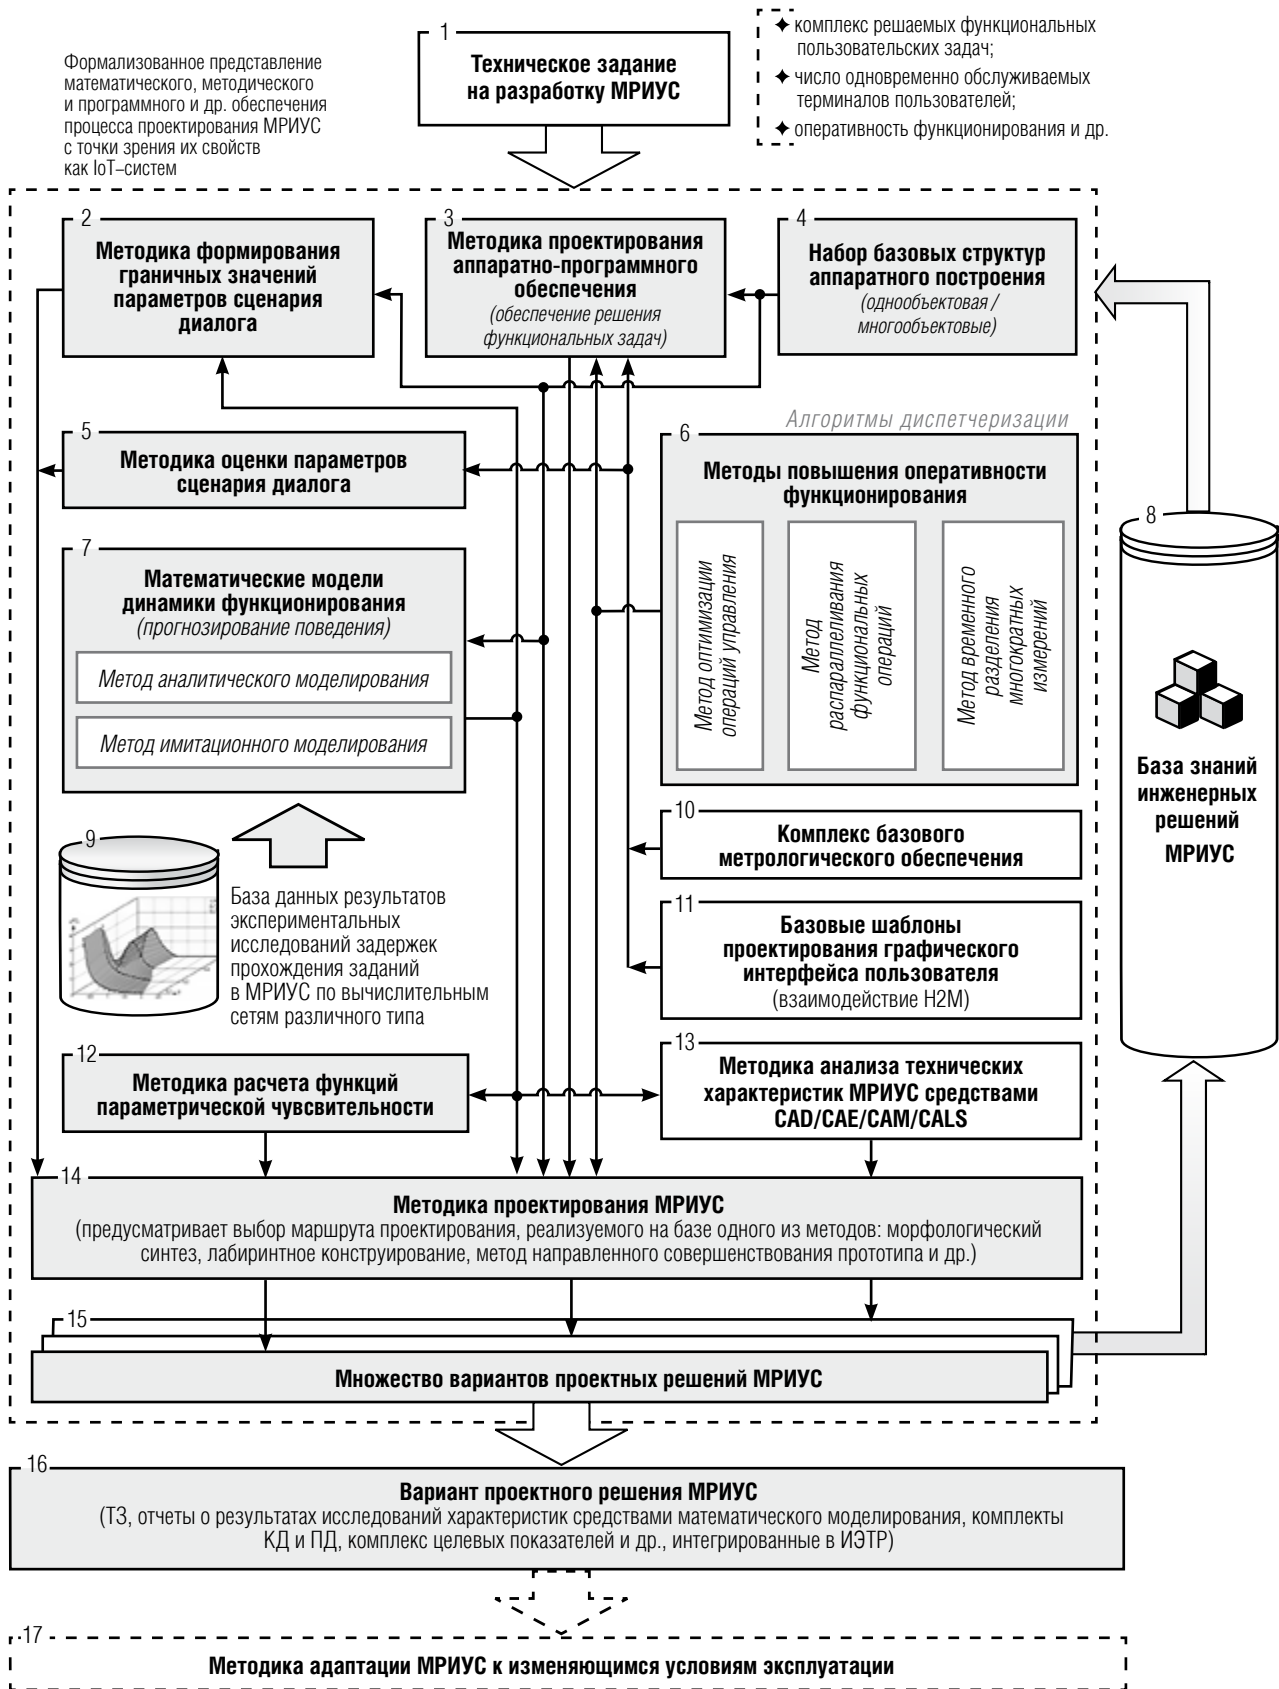 1
Техническое задание
на разработку МРИУС
комплекс решаемых функциональных
пользовательских задач;
число одновременно обслуживаемых
терминалов пользователей;
оперативность функционирования и др.
Формализованное представление
математического, методического
и программного и др. обеспечения
процесса проектирования МРИУС
с точки зрения их свойств
как IoT–систем
2
Методика формирования
граничных значений
параметров сценария
диалога
3
Методика проектирования
аппаратно-программного
обеспечения
(обеспечение решения
функциональных задач)
4
Набор базовых структур
аппаратного построения
(однообъектовая /
многообъектовые)
5
Методика оценки параметров
сценария диалога
Алгоритмы диспетчеризации
6
Методы повышения оперативности
функционирования
Метод оптимизации
операций управления
Метод
распараллеливания
функциональных
операций
Метод временного
разделения
многократных
измерений
7
Математические модели
динамики функционирования
(прогнозирование поведения)
Метод аналитического моделирования
Метод имитационного моделирования
8
База знаний
инженерных
решений
МРИУС
9
База данных результатов
экспериментальных
исследований задержек
прохождения заданий
в МРИУС по вычислительным
сетям различного типа
10
Комплекс базового
метрологического обеспечения
11
Базовые шаблоны
проектирования графического
интерфейса пользователя
(взаимодействие H2M)
12
Методика расчета функций
параметрической чувсвительности
13
Методика анализа технических
характеристик МРИУС средствами
CAD/CAE/CAM/CALS
14
Методика проектирования МРИУС
(предусматривает выбор маршрута проектирования, реализуемого на базе одного из методов: морфологический
синтез, лабиринтное конструирование, метод направленного совершенствования прототипа и др.)
15
Множество вариантов проектных решений МРИУС
16
Вариант проектного решения МРИУС
(ТЗ, отчеты о результатах исследований характеристик средствами математического моделирования, комплекты
КД и ПД, комплекс целевых показателей и др., интегрированные в ИЭТР)
17
Методика адаптации МРИУС к изменяющимся условиям эксплуатации